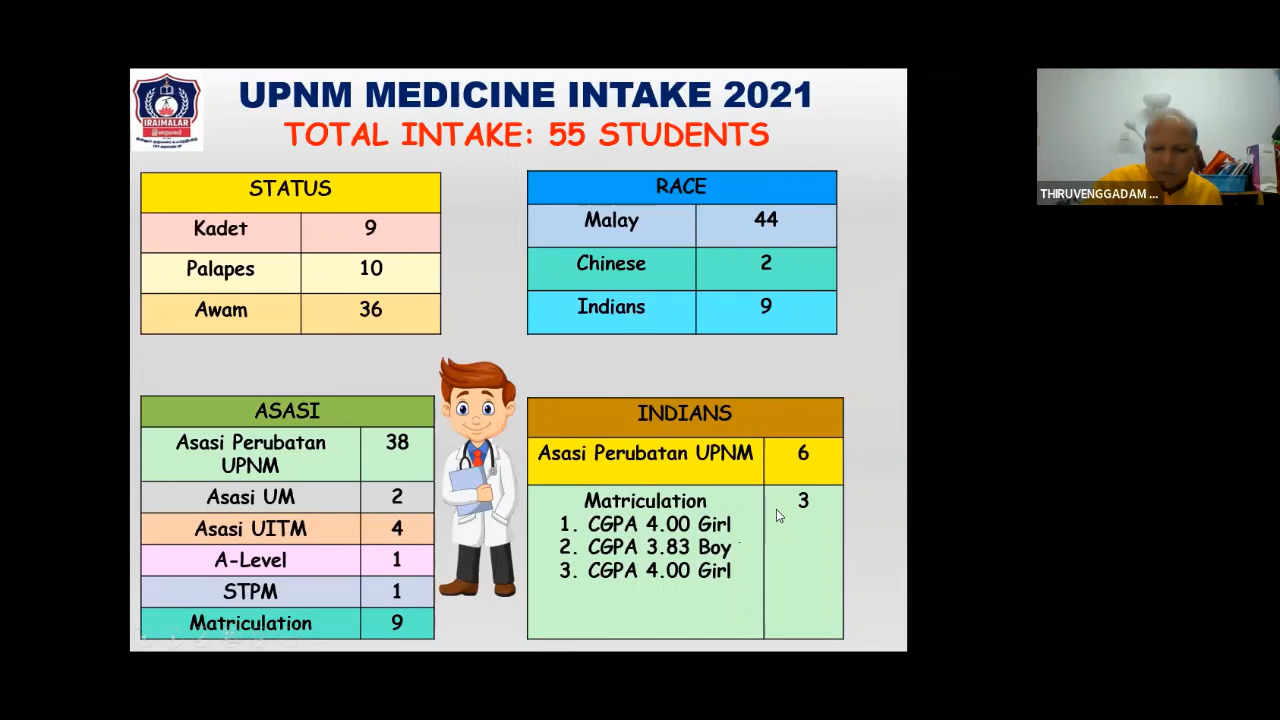 UPNM MEDICINE INTAKE 2021
TOTAL INTAKE: 55 STUDENTS
IRAIMALAR
இறைமலர்
STATUS
Kadet 9
Palapes 10
Awam 36
RACE
Malay 44
Chinese 2
Indians 9
ASASI
Asasi Perubatan 38
UPNM
Asasi UM 2
Asasi UITM 4
A-Level 1
STPM 1
Matriculation 9
INDIANS
Asasi Perubatan UPNM 6
Matriculation 3
1. CGPA 4.00 Girl
2. CGPA 3.83 Boy
3. CGPA 4.00 Girl
THIRUVENGGADAM ...